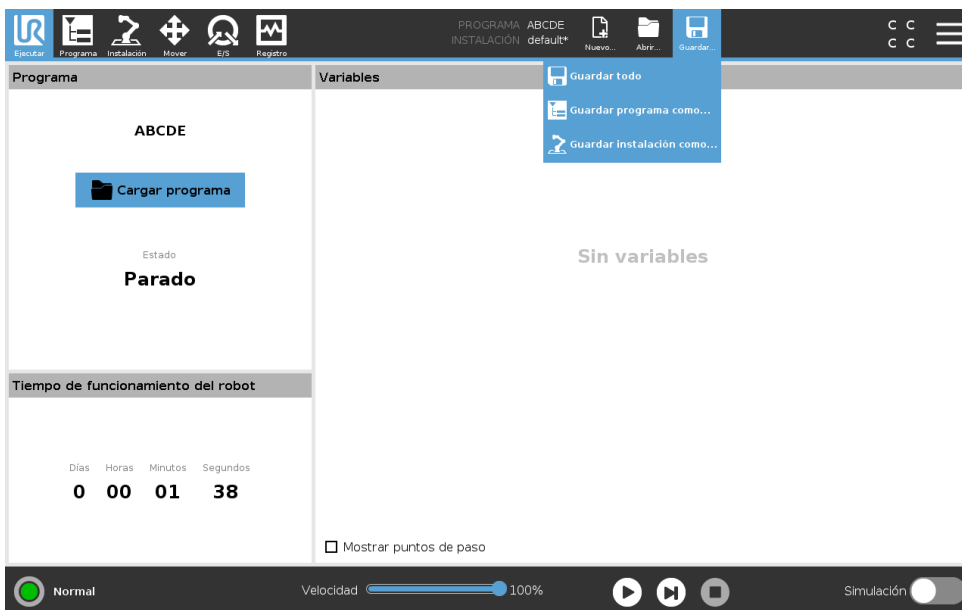 UR
Ejecutar Programa Instalación Mover E/S Registro
PROGRAMA ABCDE
INSTALACIÓN default*
Nuevo... Abrir... Guardar...
C C
C C
Guardar todo
Guardar programa como...
Guardar instalación como...
Programa
ABCDE
Cargar programa
Estado
Parado
Variables
Sin variables
Mostrar puntos de paso
Tiempo de funcionamiento del robot
Días Horas Minutos Segundos
0 00 01 38
Normal
Velocidad 100%
Simulación